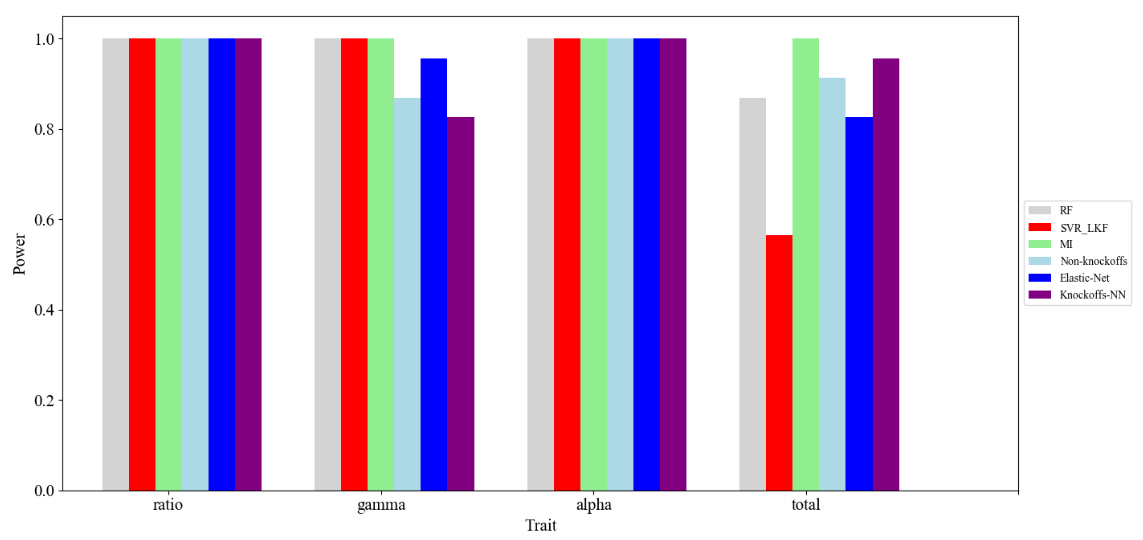 1.0
0.8
0.6
0.4
0.2
0.0
Power
ratio
gamma
alpha
total
Trait
RF
SVR_LKF
MI
Non-knockoffs
Elastic-Net
Knockoffs-NN